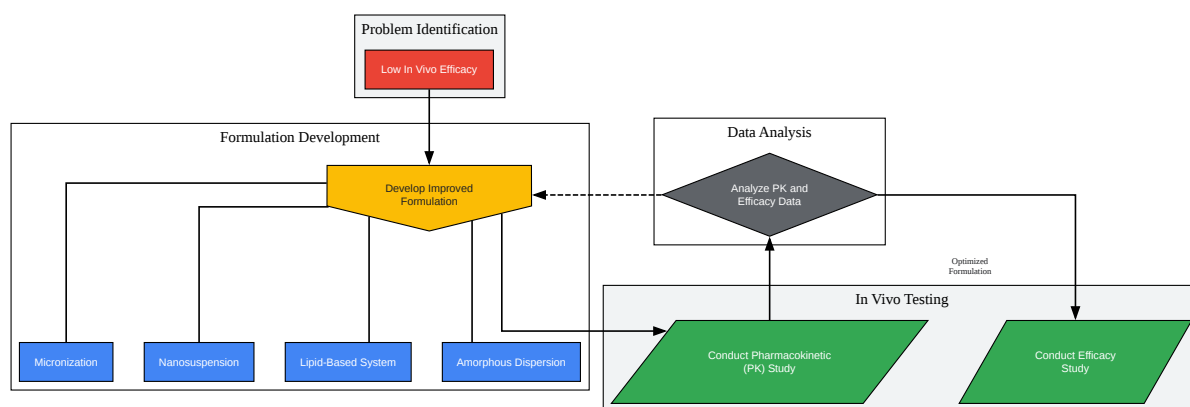 Problem Identification
Low In Vivo Efficacy
Formulation Development
Develop Improved
Formulation
Micronization
Nanosuspension
Lipid-Based System
Amorphous Dispersion
Data Analysis
Analyze PK and
Efficacy Data
Optimized
Formulation
In Vivo Testing
Conduct Pharmacokinetic
(PK) Study
Conduct Efficacy
Study